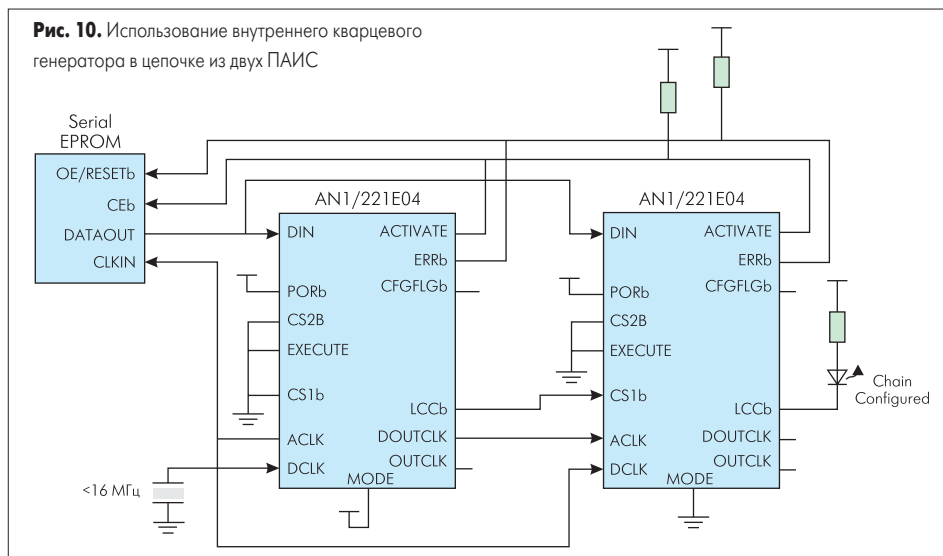 Рис. 10. Использование внутреннего кварцевого
генератора в цепочке из двух ПАИС
Serial
EPROM
OE/RESETb
CEb
DATAOUT
CLKIN
AN1/221E04
DIN
PORb
CS2B
EXECUTE
CS1b
ACLK
DCLK
ACTIVATE
ERRb
CFGFLGb
LCCb
DOUTCLK
OUTCLK
MODE
<16 МГц
AN1/221E04
DIN
PORb
CS2B
EXECUTE
CS1b
ACLK
DCLK
ACTIVATE
ERRb
CFGFLGb
LCCb
DOUTCLK
OUTCLK
MODE
Chain
Configured